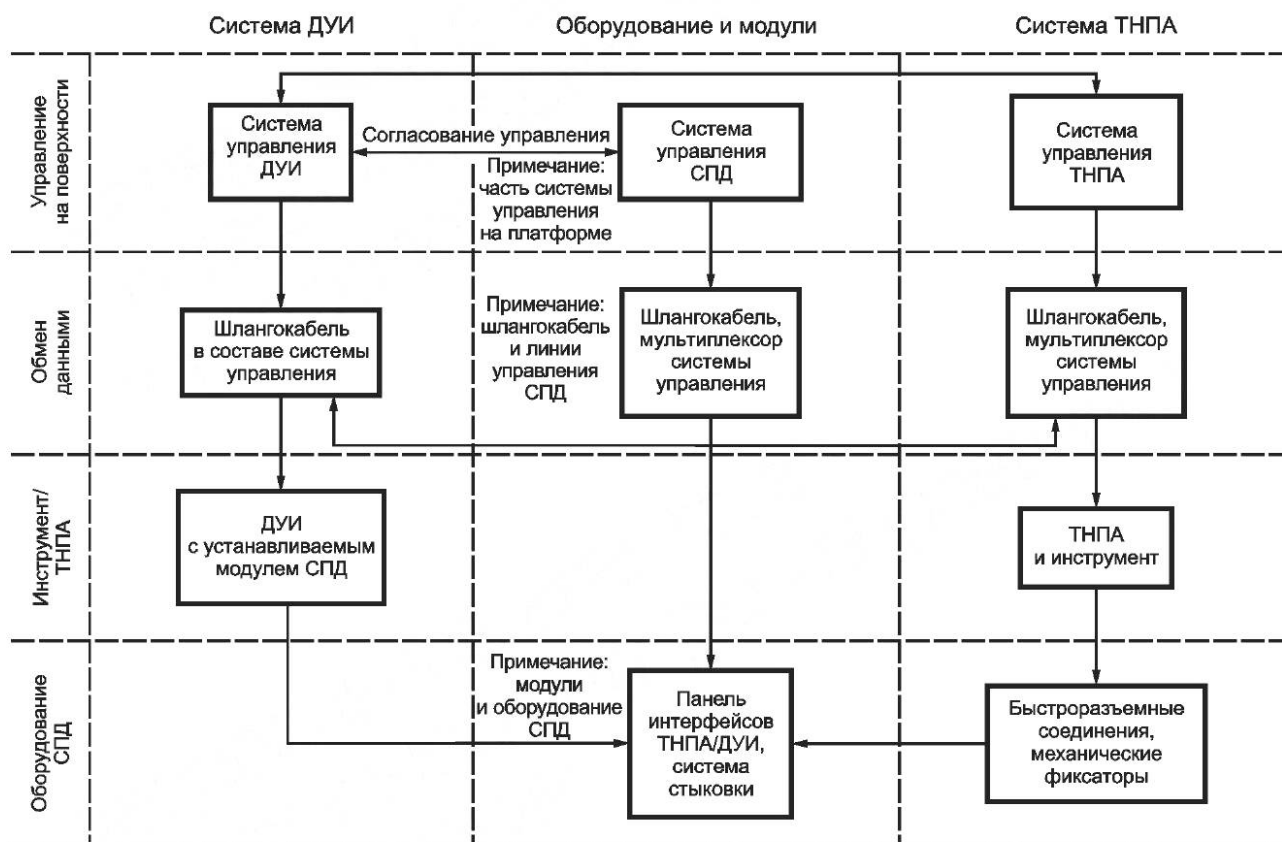 Система ДУИ
Оборудование и модули
Система ТНПА
Управление
на поверхности
Система
управления
ДУИ
Согласование управления
Примечание:
часть системы
управления
на платформе
Система
управления
СПД
Система
управления
ТНПА
Обмен
данными
Шлангокабель
в составе системы
управления
Примечание:
шлангокабель
и линии
управления
СПД
Шлангокабель,
мультиплексор
системы
управления
Шлангокабель,
мультиплексор
системы
управления
Инструмент/
ТНПА
ДУИ
с устанавливаемым
модулем СПД
ТНПА
и инструмент
Оборудование
СПД
Примечание:
модули
и оборудование
СПД
Панель
интерфейсов
ТНПА/ДУИ,
система
стыковки
Быстроразъемные
соединения,
механические
фиксаторы